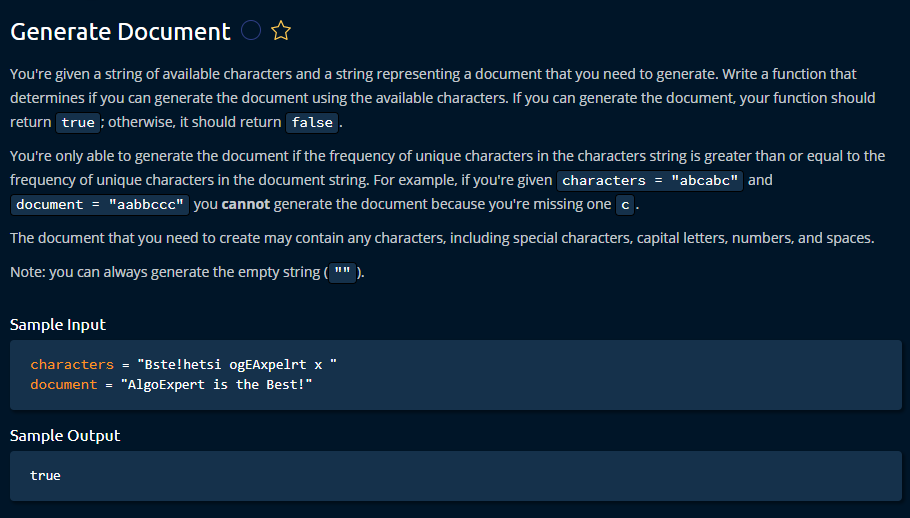 Generate Document
You're given a string of available characters and a string representing a document that you need to generate. Write a function that
determines if you can generate the document using the available characters. If you can generate the document, your function should
return true ; otherwise, it should return false .
You're only able to generate the document if the frequency of unique characters in the characters string is greater than or equal to the
frequency of unique characters in the document string. For example, if you're given characters = "abcabc" and
document = "aabbccc" you cannot generate the document because you're missing one c .
The document that you need to create may contain any characters, including special characters, capital letters, numbers, and spaces.
Note: you can always generate the empty string ( "" ).
Sample Input
characters = "Bste!hetsi ogEAxpelrt x "
document = "AlgoExpert is the Best!"
Sample Output
true